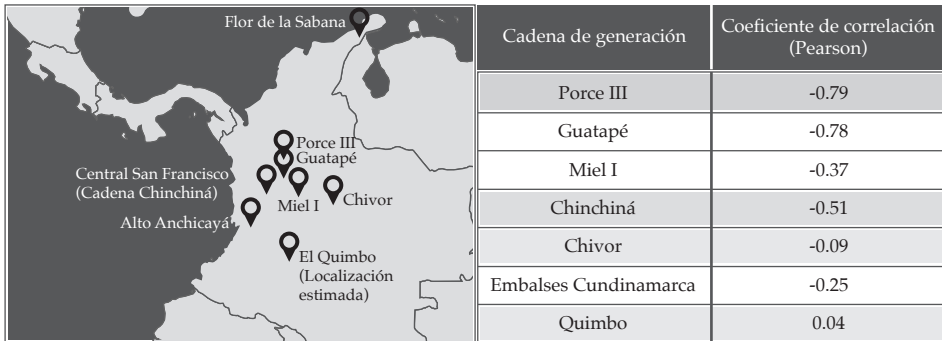 Flor de la Sabana
Porce III
Guatapé
Central San Francisco
(Cadena Chinchiná)
Miel I
Chivor
Alto Anchicayá
El Quimbo
(Localización
estimada)
Cadena de generación
Coeficiente de correlación
(Pearson)
Porce III -0.79
Guatapé -0.78
Miel I -0.37
Chinchiná -0.51
Chivor -0.09
Embalses Cundinamarca -0.25
Quimbo 0.04